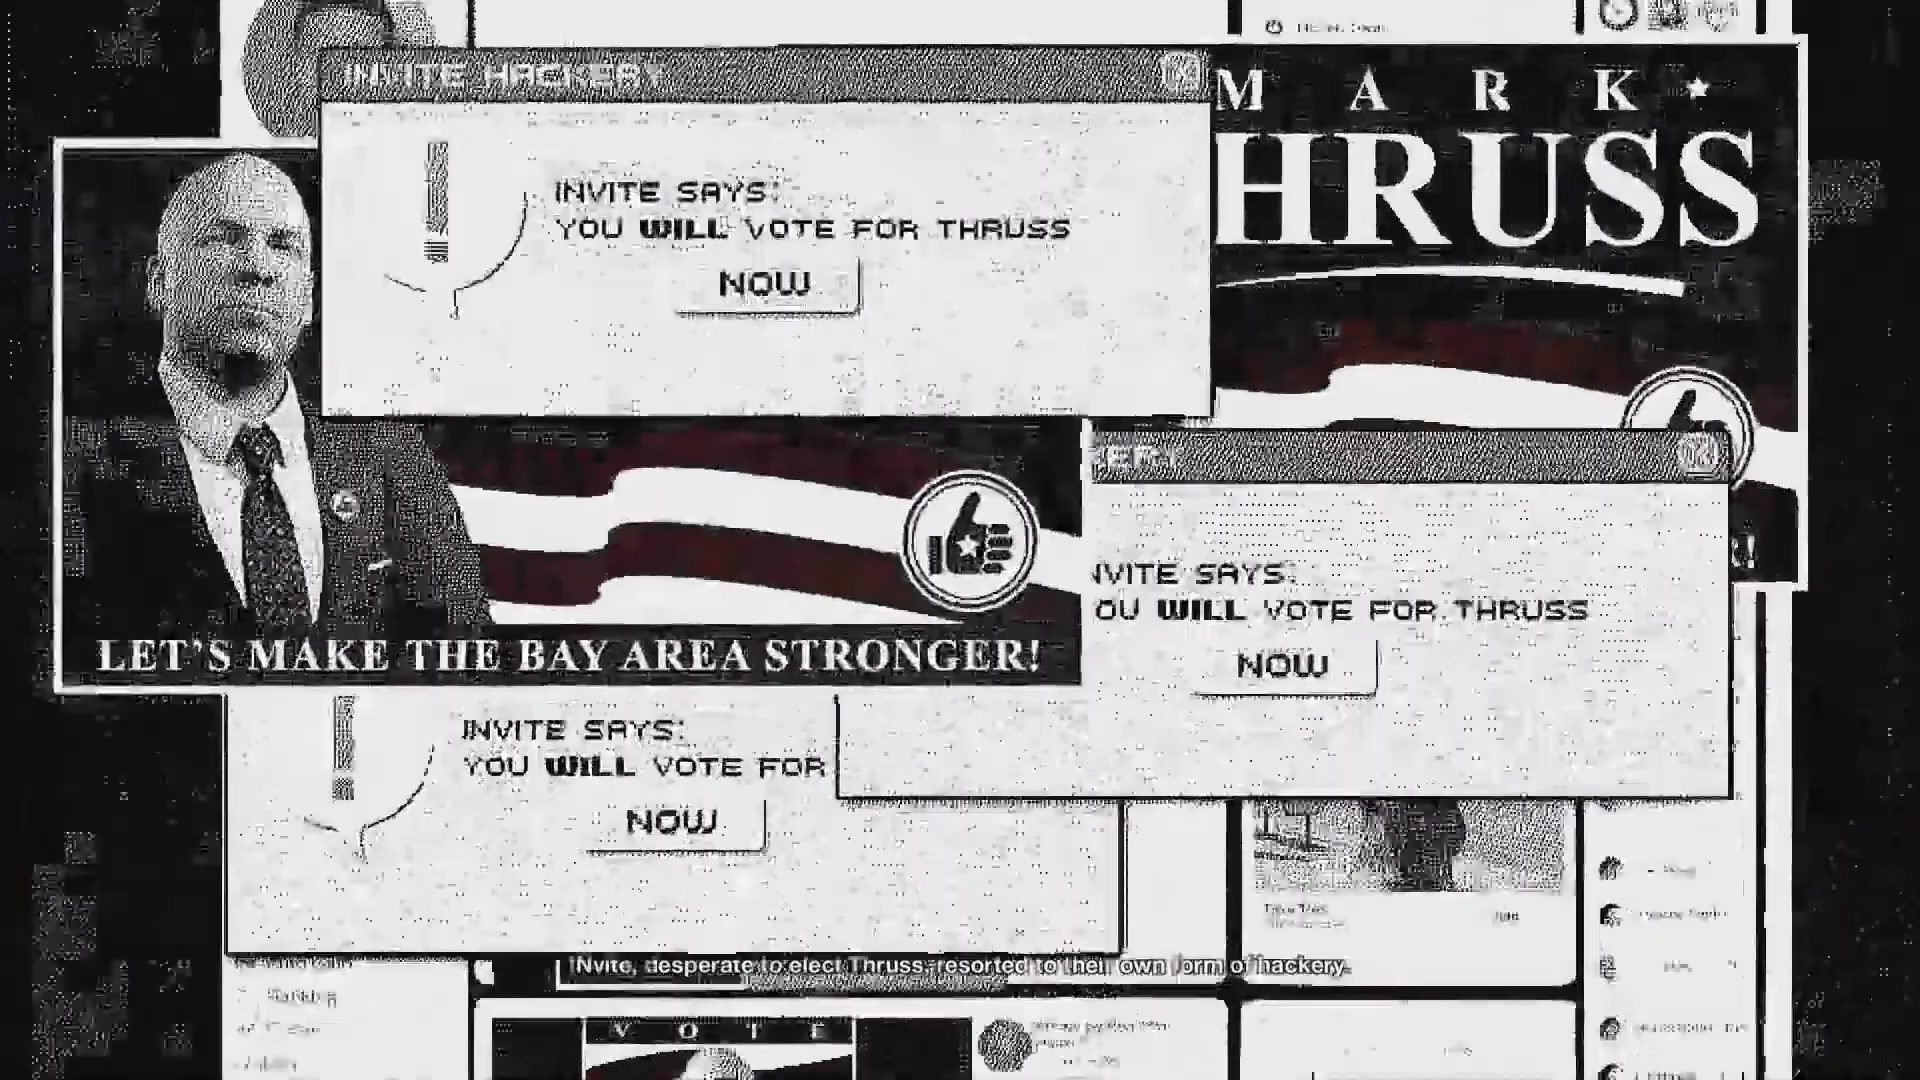 INVITE HACKERY
INVITE SAYS:
YOU WILL VOTE FOR THRUSS
NOW
MARK
HRUSS
KERY
NVITE SAYS:
OU WILL VOTE FOR THRUSS
NOW
LET'S MAKE THE BAY AREA STRONGER!
R!
INVITE SAYS:
YOU WILL VOTE FOR
NOW
!NVite, desperate to elect Thruss, resorted to their own form of hackery.
VOTE